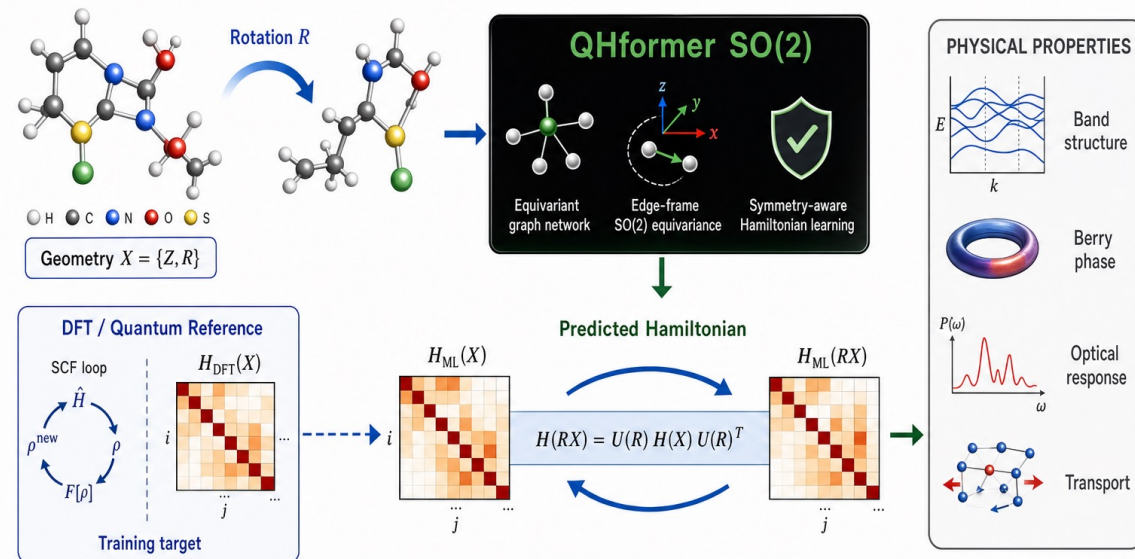 Rotation R
QHformer SO(2)
z
y
x
Equivariant
graph network
Edge-frame
SO(2) equivariance
Symmetry-aware
Hamiltonian learning
H C N O S
Geometry X = {Z, R}
PHYSICAL PROPERTIES
E
k
Band
structure
Berry
phase
P(ω)
ω
Optical
response
Transport
DFT / Quantum Reference
SCF loop
Ĥ
ρ
F[ρ]
ρ^new
H_DFT(X)
i
...
...
...
j
Training target
Predicted Hamiltonian
H_ML(X)
i
...
...
j
H(RX) = U(R) H(X) U(R)^T
H_ML(RX)
...
...
j